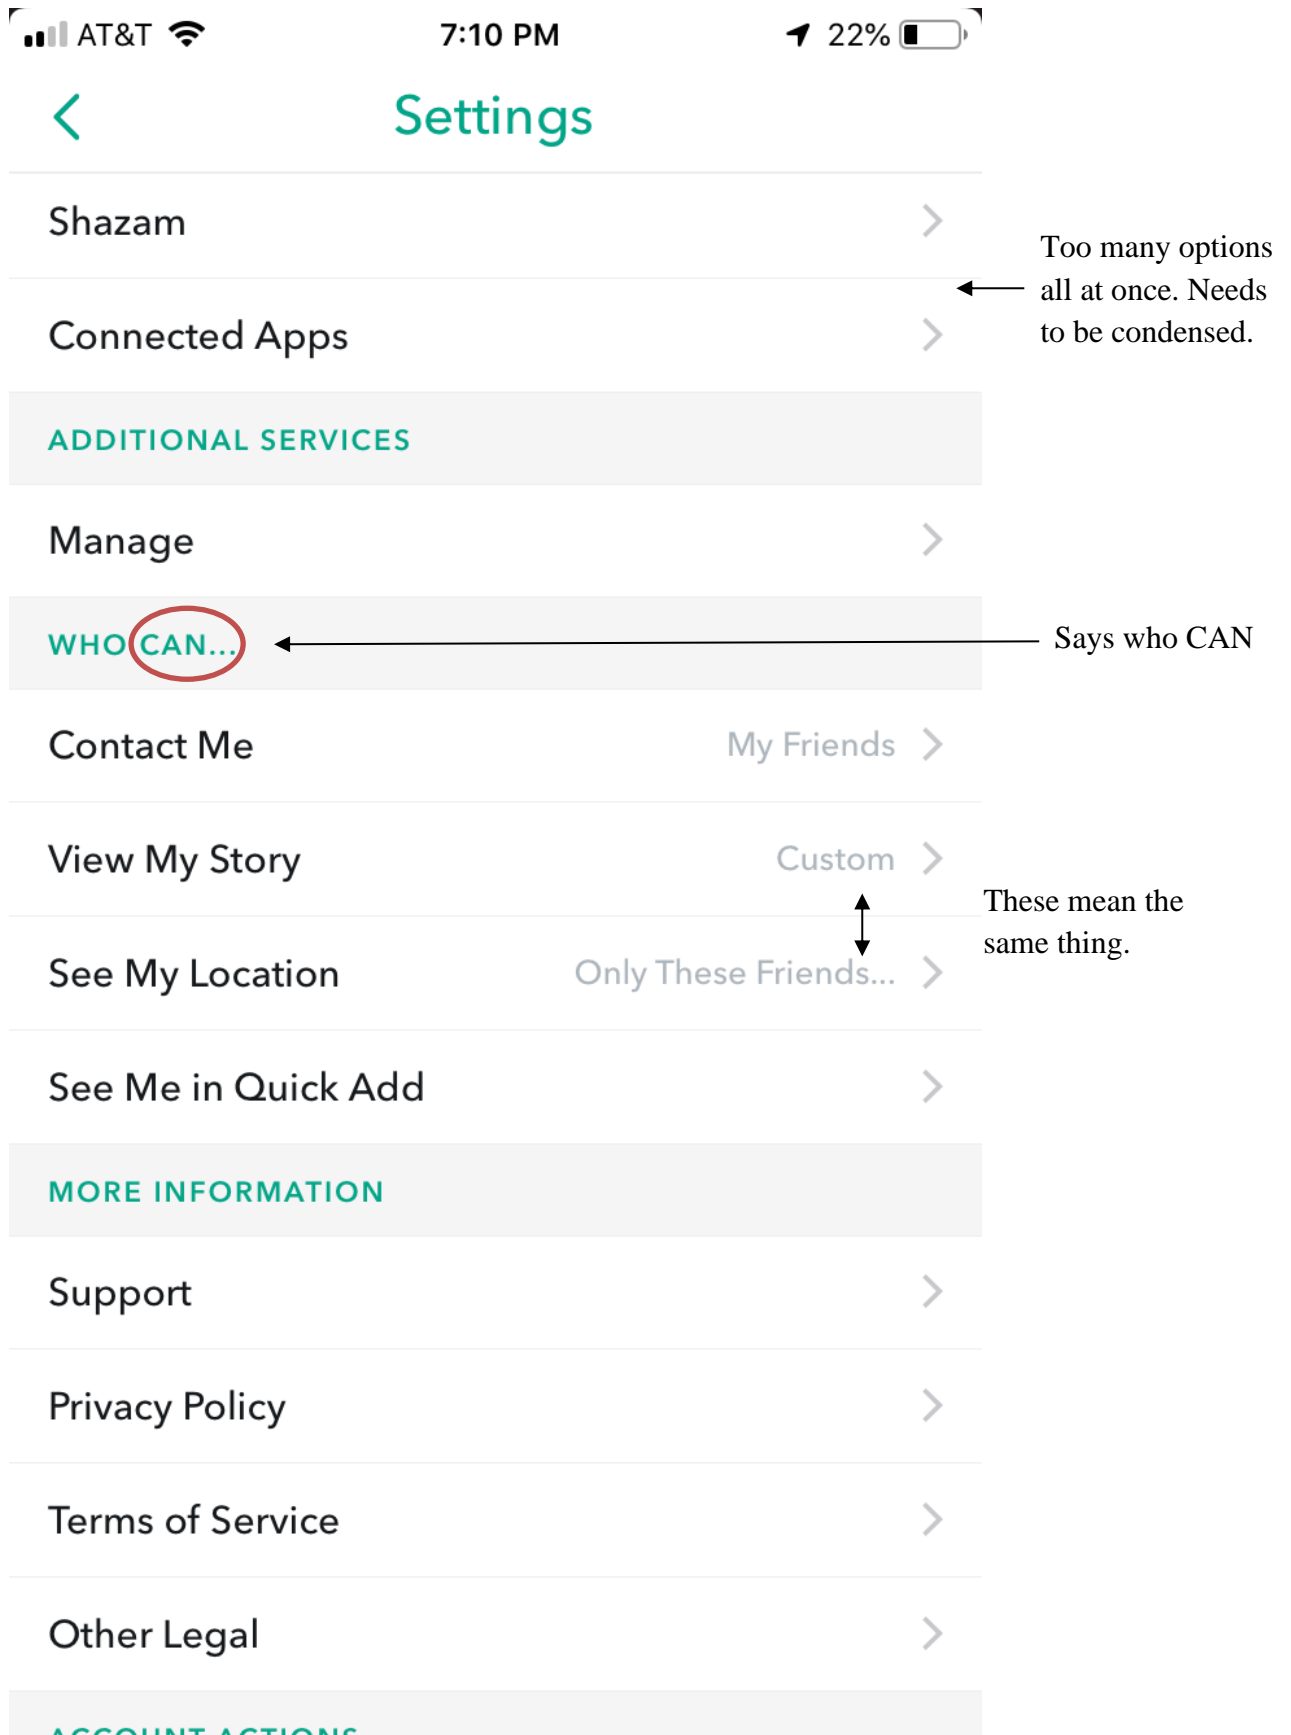 AT&T 7:10 PM 22%
Settings
Shazam
Too many options
all at once. Needs
to be condensed.
Connected Apps
ADDITIONAL SERVICES
Manage
WHO CAN...
Says who CAN
Contact Me My Friends
View My Story Custom
These mean the
same thing.
See My Location Only These Friends...
See Me in Quick Add
MORE INFORMATION
Support
Privacy Policy
Terms of Service
Other Legal
ACCOUNT ACTIONS